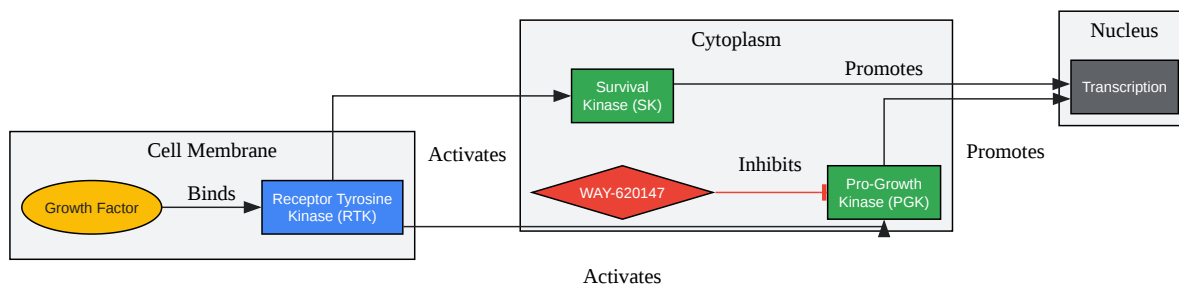 Nucleus
Cytoplasm
Survival
Kinase (SK)
Promotes
Transcription
Cell Membrane
Activates
Inhibits
Promotes
Growth Factor
Binds
Receptor Tyrosine
Kinase (RTK)
WAY-620147
Pro-Growth
Kinase (PGK)
Activates